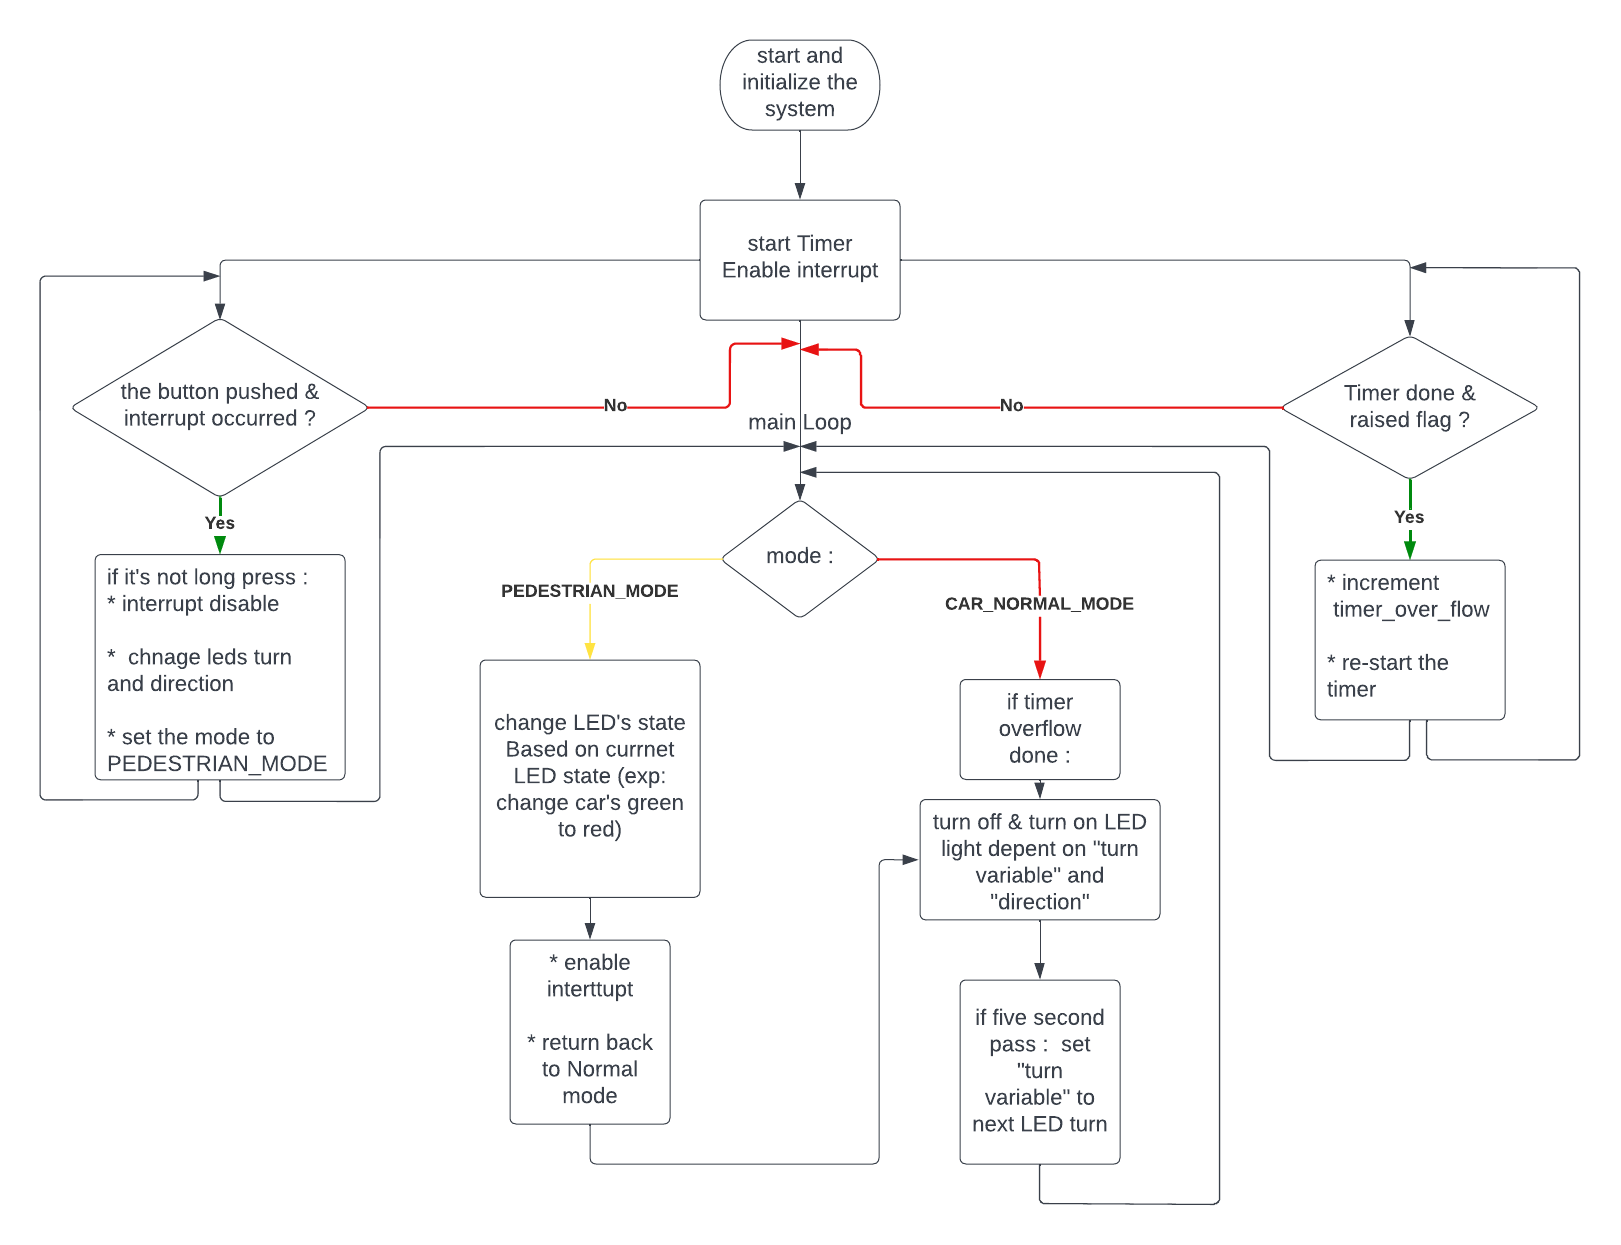 start and
initialize the
system
start Timer
Enable interrupt
the button pushed &
interrupt occurred ?
No
No
Timer done &
raised flag ?
main Loop
Yes
Yes
mode :
if it's not long press :
* interrupt disable
*  chnage leds turn
and direction
* set the mode to
PEDESTRIAN_MODE
PEDESTRIAN_MODE
CAR_NORMAL_MODE
* increment
timer_over_flow
* re-start the
timer
change LED's state
Based on currnet
LED state (exp:
change car's green
to red)
if timer
overflow
done :
turn off & turn on LED
light depent on "turn
variable" and
"direction"
* enable
interttupt
* return back
to Normal
mode
if five second
pass :  set
"turn
variable" to
next LED turn